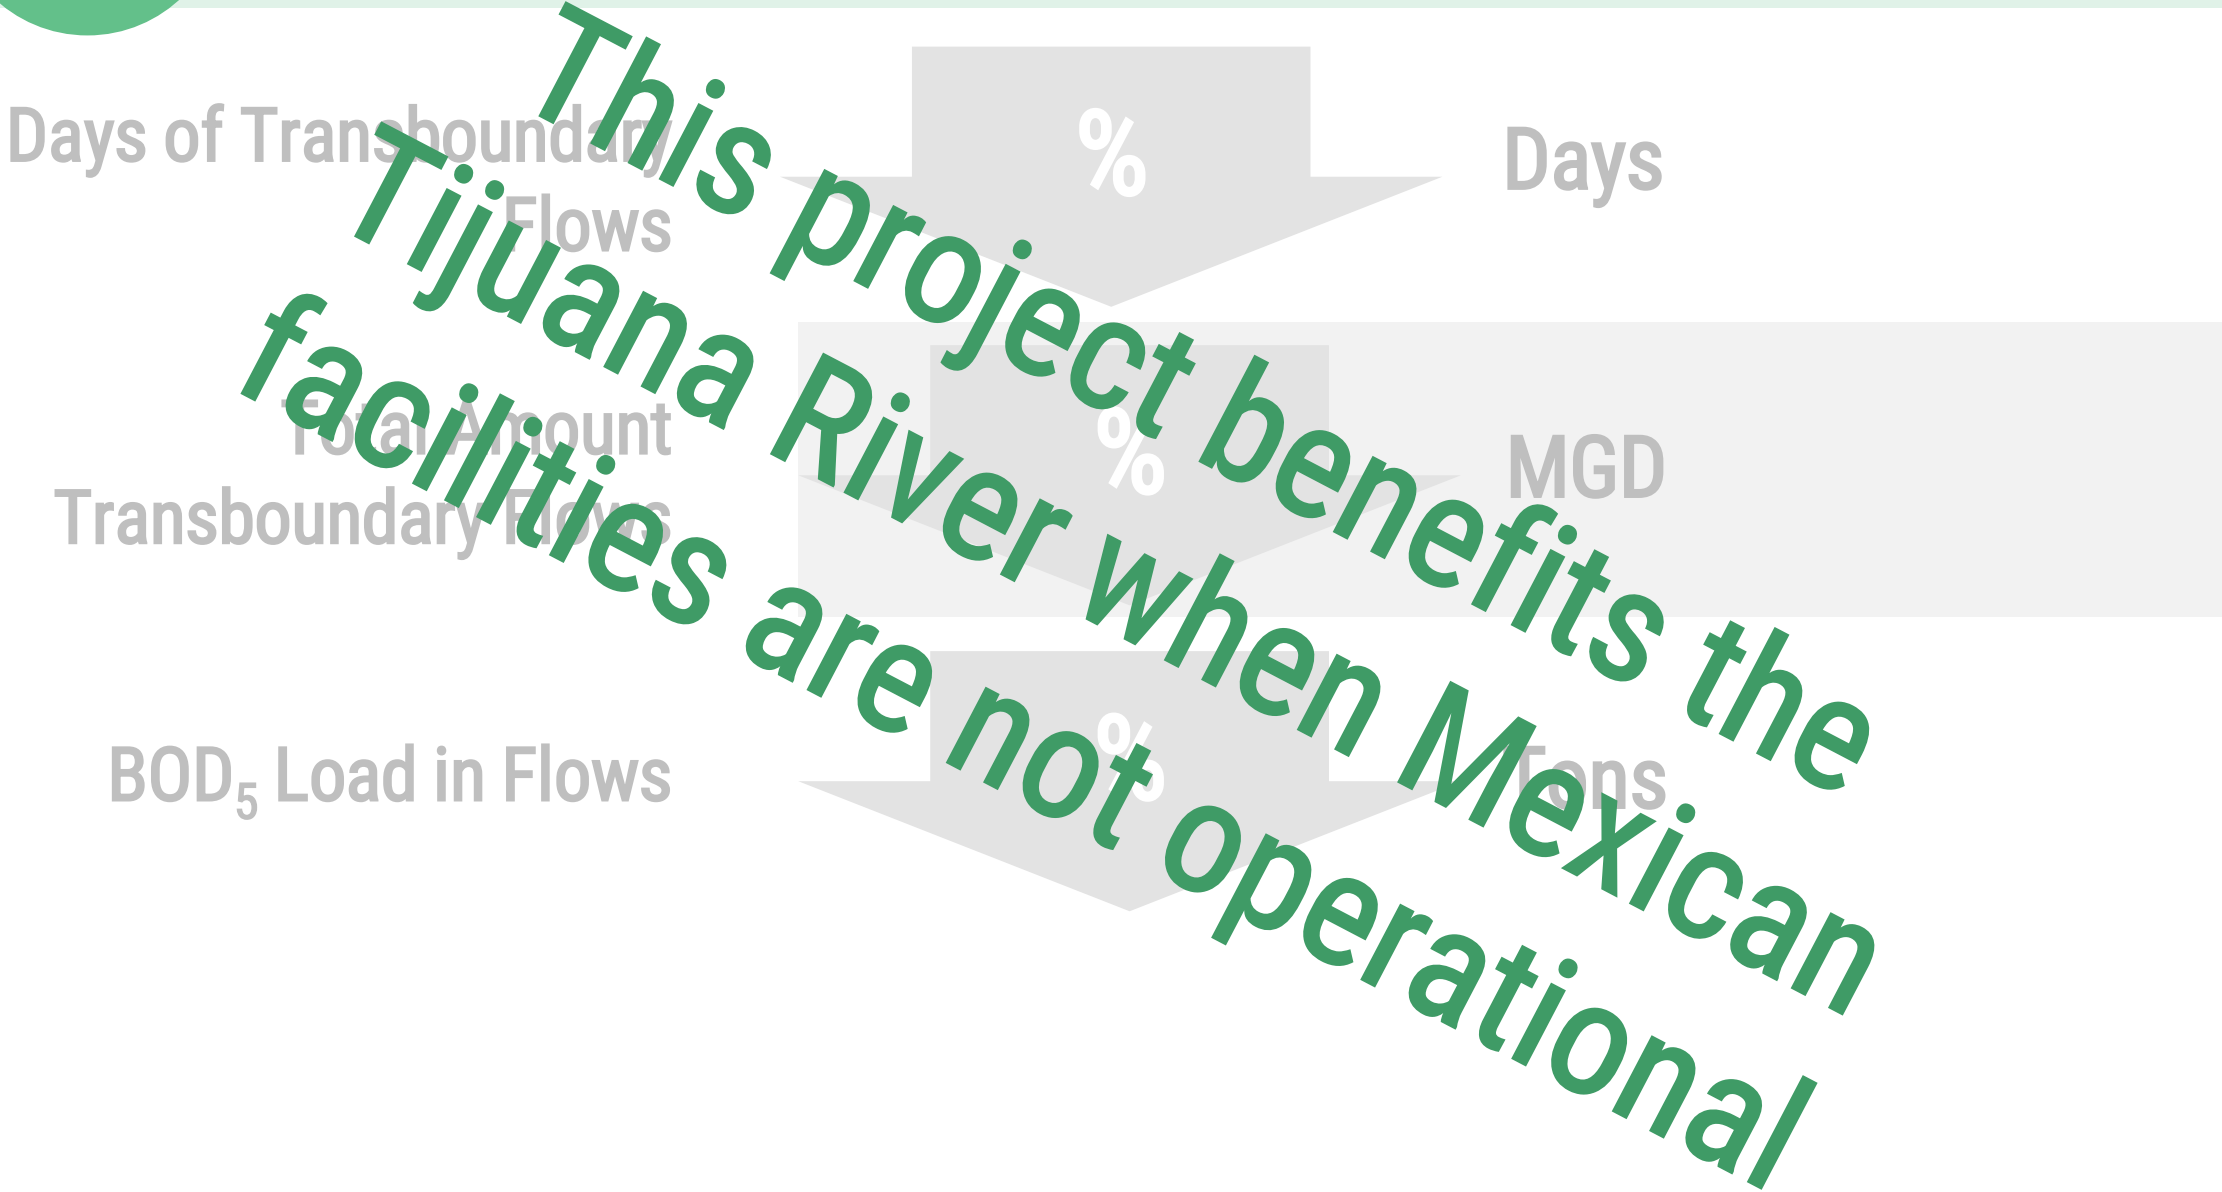 Days of Transboundary
Flows
%
Days
Total Amount
Transboundary Flows
%
MGD
BOD₅ Load in Flows
%
Tons
This project benefits the
Tijuana River when Mexican
facilities are not operational